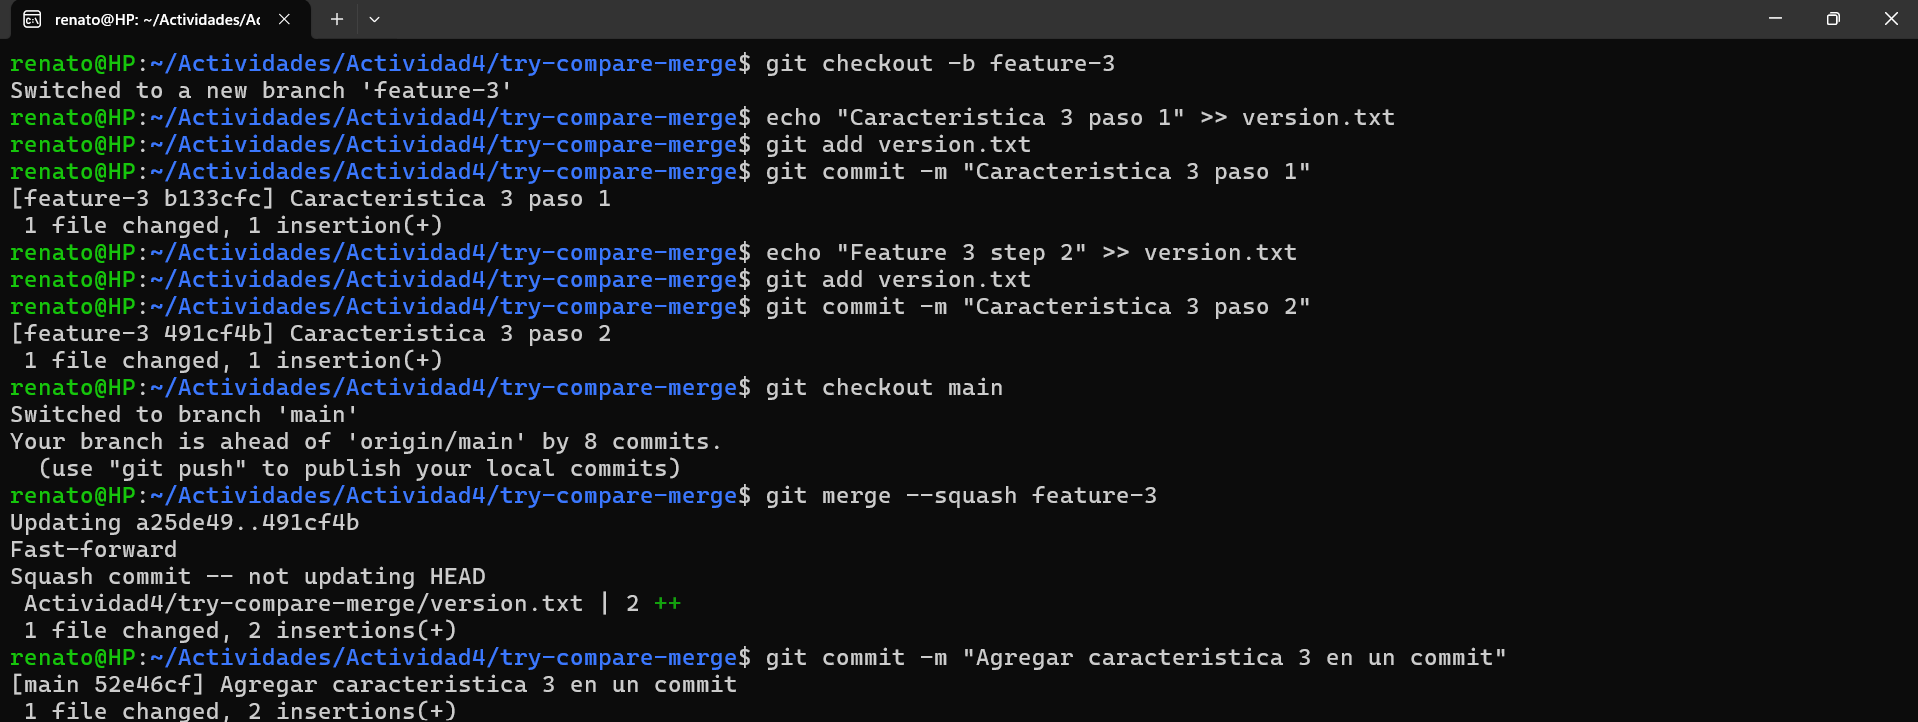 renato@HP: ~/Actividades/Ac
renato@HP:~/Actividades/Actividad4/try-compare-merge$ git checkout -b feature-3
Switched to a new branch 'feature-3'
renato@HP:~/Actividades/Actividad4/try-compare-merge$ echo "Caracteristica 3 paso 1" >> version.txt
renato@HP:~/Actividades/Actividad4/try-compare-merge$ git add version.txt
renato@HP:~/Actividades/Actividad4/try-compare-merge$ git commit -m "Caracteristica 3 paso 1"
[feature-3 b133cfc] Caracteristica 3 paso 1
 1 file changed, 1 insertion(+)
renato@HP:~/Actividades/Actividad4/try-compare-merge$ echo "Feature 3 step 2" >> version.txt
renato@HP:~/Actividades/Actividad4/try-compare-merge$ git add version.txt
renato@HP:~/Actividades/Actividad4/try-compare-merge$ git commit -m "Caracteristica 3 paso 2"
[feature-3 491cf4b] Caracteristica 3 paso 2
 1 file changed, 1 insertion(+)
renato@HP:~/Actividades/Actividad4/try-compare-merge$ git checkout main
Switched to branch 'main'
Your branch is ahead of 'origin/main' by 8 commits.
  (use "git push" to publish your local commits)
renato@HP:~/Actividades/Actividad4/try-compare-merge$ git merge --squash feature-3
Updating a25de49..491cf4b
Fast-forward
Squash commit -- not updating HEAD
 Actividad4/try-compare-merge/version.txt | 2 ++
 1 file changed, 2 insertions(+)
renato@HP:~/Actividades/Actividad4/try-compare-merge$ git commit -m "Agregar caracteristica 3 en un commit"
[main 52e46cf] Agregar caracteristica 3 en un commit
 1 file changed, 2 insertions(+)